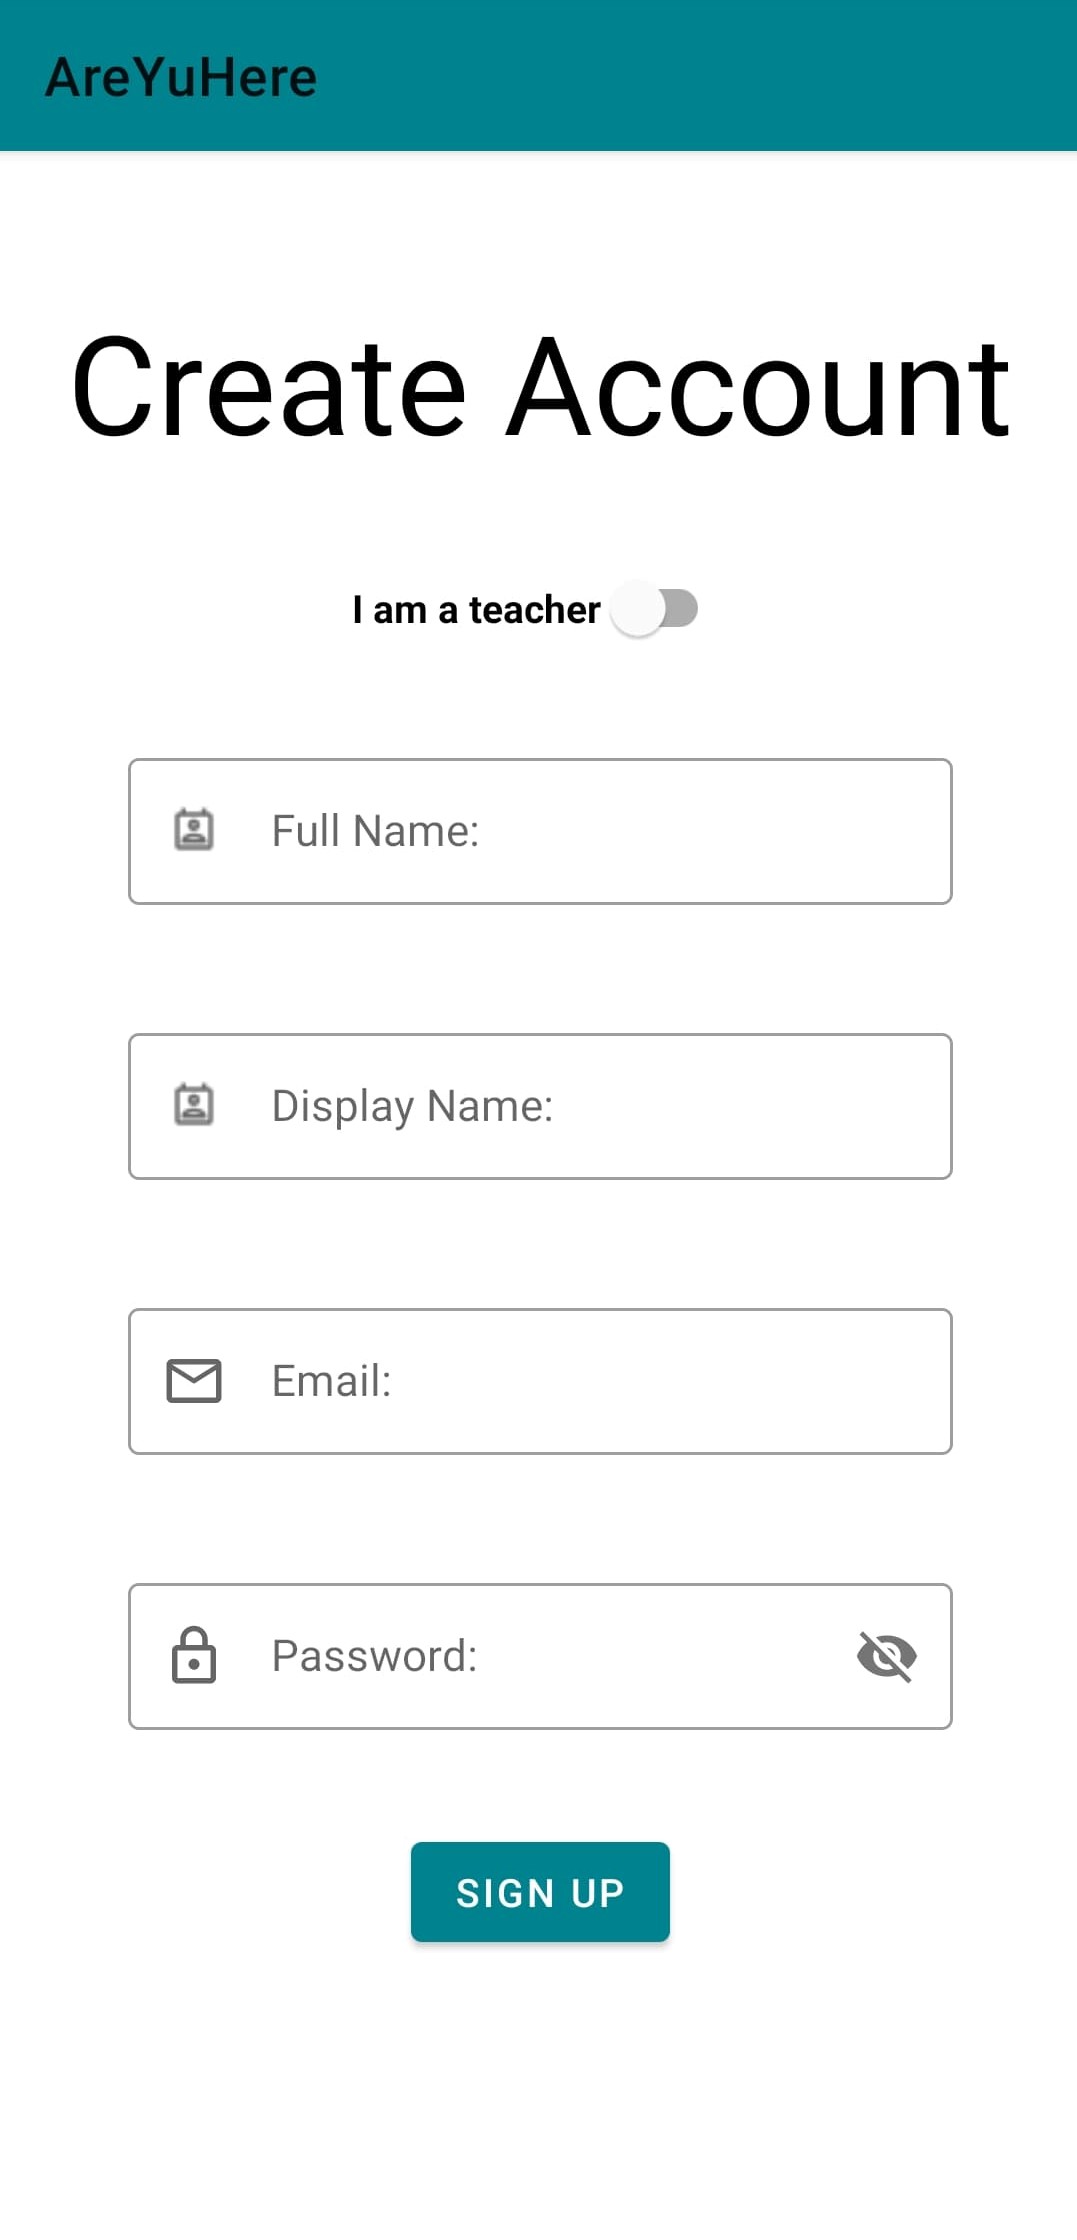 AreYuHere
Create Account
I am a teacher
Full Name:
Display Name:
Email:
Password:
SIGN UP